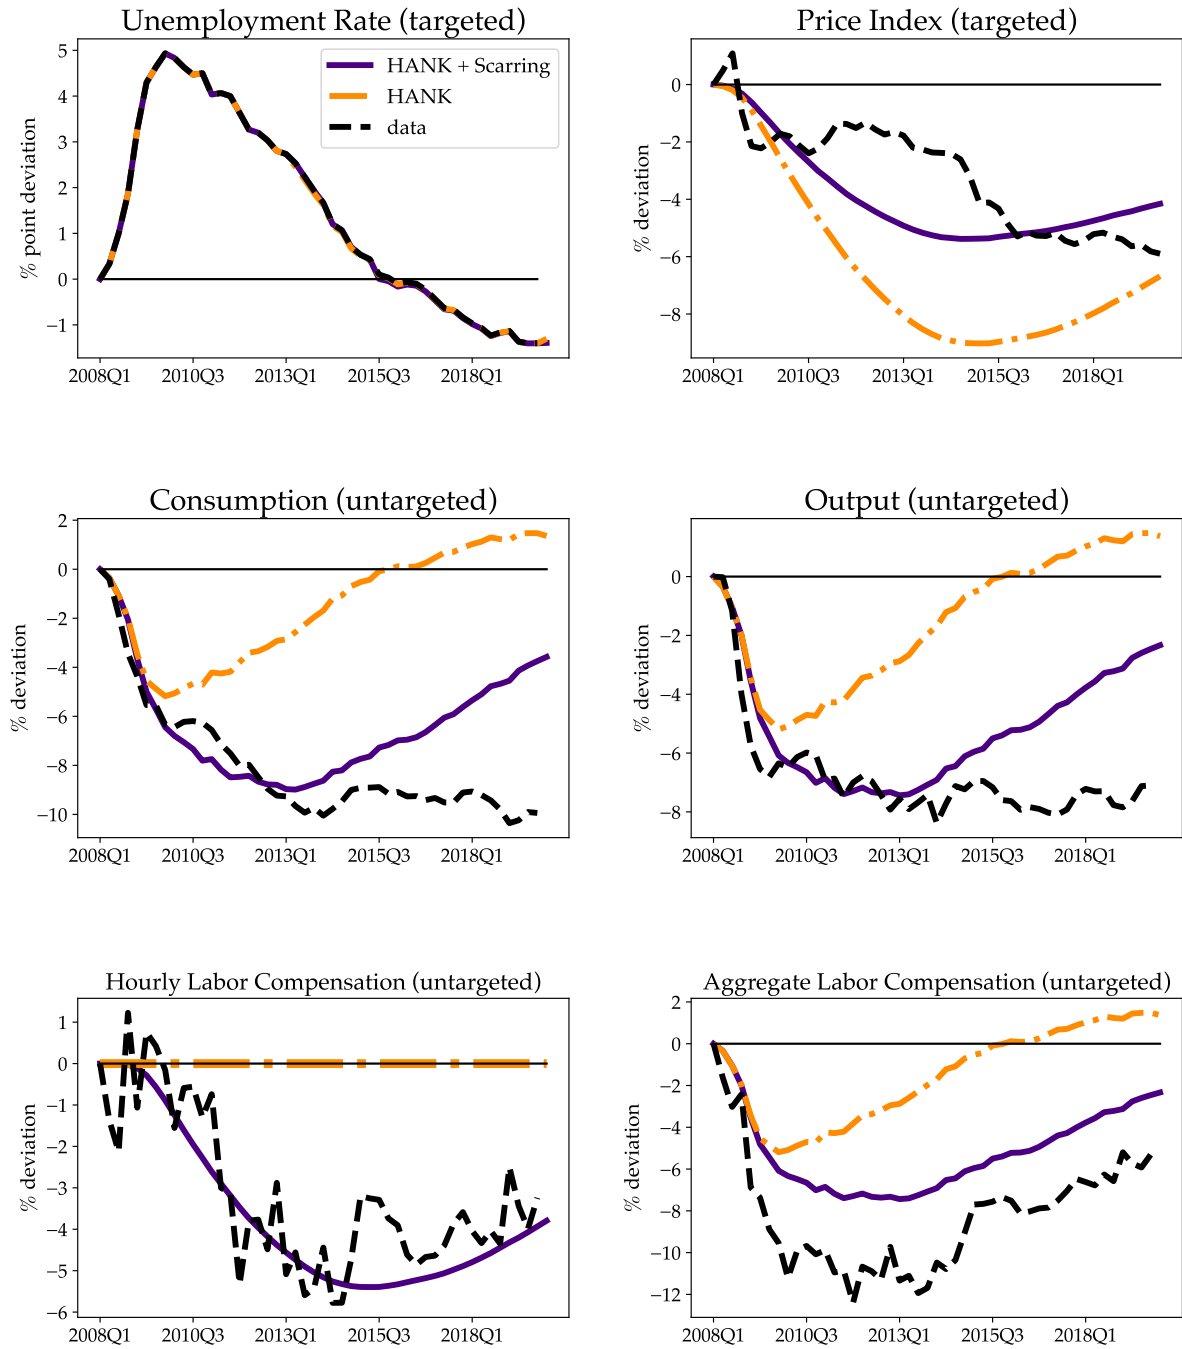 Unemployment Rate (targeted)
% point deviation
5
4
3
2
1
0
−1
2008Q1 2010Q3 2013Q1 2015Q3 2018Q1
HANK + Scarring
HANK
data
Price Index (targeted)
% deviation
0
−2
−4
−6
−8
2008Q1 2010Q3 2013Q1 2015Q3 2018Q1
Consumption (untargeted)
% deviation
2
0
−2
−4
−6
−8
−10
2008Q1 2010Q3 2013Q1 2015Q3 2018Q1
Output (untargeted)
% deviation
0
−2
−4
−6
−8
2008Q1 2010Q3 2013Q1 2015Q3 2018Q1
Hourly Labor Compensation (untargeted)
% deviation
1
0
−1
−2
−3
−4
−5
−6
2008Q1 2010Q3 2013Q1 2015Q3 2018Q1
Aggregate Labor Compensation (untargeted)
% deviation
2
0
−2
−4
−6
−8
−10
−12
2008Q1 2010Q3 2013Q1 2015Q3 2018Q1